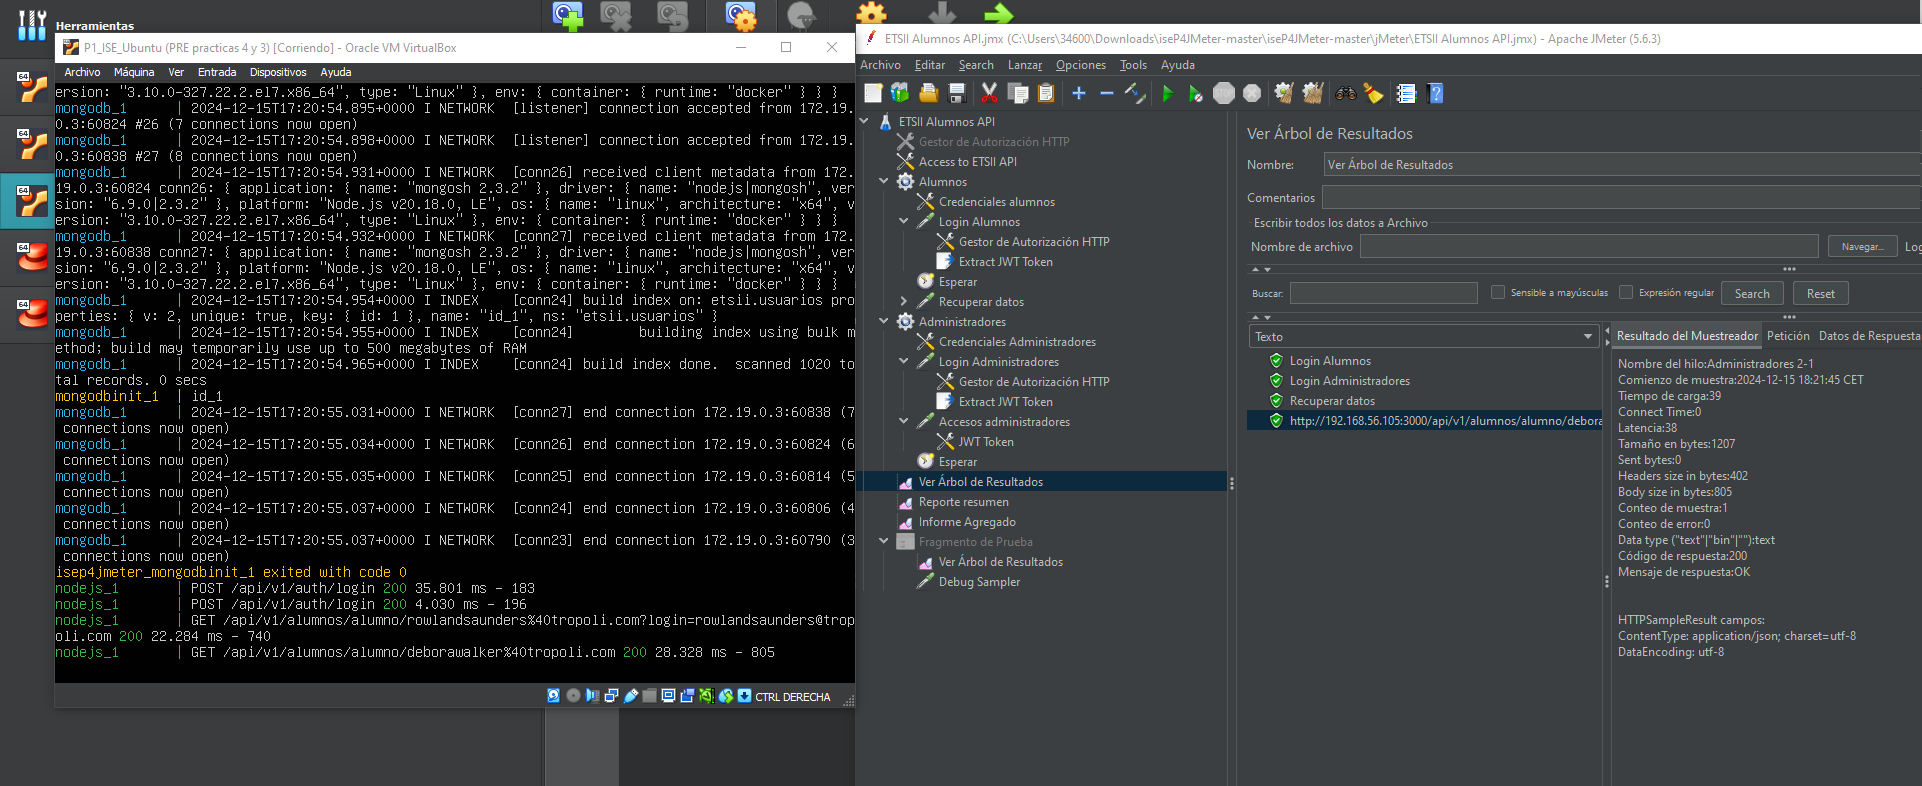 Herramientas
P1_ISE_Ubuntu (PRE practicas 4 y 3) [Corriendo] - Oracle VM VirtualBox
Archivo Máquina Ver Entrada Dispositivos Ayuda
64
64
64
64
64
ersion: "3.10.0-327.22.2.el7.x86_64", type: "Linux" }, env: { container: { runtime: "docker" } } }
mongodb_1 | 2024-12-15T17:20:54.895+0000 I NETWORK [listener] connection accepted from 172.19.
0.3:60824 #26 (7 connections now open)
mongodb_1 | 2024-12-15T17:20:54.898+0000 I NETWORK [listener] connection accepted from 172.19.
0.3:60838 #27 (8 connections now open)
mongodb_1 | 2024-12-15T17:20:54.931+0000 I NETWORK [conn26] received client metadata from 172.
19.0.3:60824 conn26: { application: { name: "mongosh 2.3.2" }, driver: { name: "nodejs|mongosh", ver
sion: "6.9.0|2.3.2" }, platform: "Node.js v20.18.0, LE", os: { name: "linux", architecture: "x64", v
ersion: "3.10.0-327.22.2.el7.x86_64", type: "Linux" }, env: { container: { runtime: "docker" } } }
mongodb_1 | 2024-12-15T17:20:54.932+0000 I NETWORK [conn27] received client metadata from 172.
19.0.3:60838 conn27: { application: { name: "mongosh 2.3.2" }, driver: { name: "nodejs|mongosh", ver
sion: "6.9.0|2.3.2" }, platform: "Node.js v20.18.0, LE", os: { name: "linux", architecture: "x64", v
ersion: "3.10.0-327.22.2.el7.x86_64", type: "Linux" }, env: { container: { runtime: "docker" } } }
mongodb_1 | 2024-12-15T17:20:54.954+0000 I INDEX [conn24] build index on: etsii.usuarios pro
perties: { v: 2, unique: true, key: { id: 1 }, name: "id_1", ns: "etsii.usuarios" }
mongodb_1 | 2024-12-15T17:20:54.955+0000 I INDEX [conn24] building index using bulk m
ethod; build may temporarily use up to 500 megabytes of RAM
mongodb_1 | 2024-12-15T17:20:54.965+0000 I INDEX [conn24] build index done. scanned 1020 to
tal records. 0 secs
mongodbinit_1 | id_1
mongodb_1 | 2024-12-15T17:20:55.031+0000 I NETWORK [conn27] end connection 172.19.0.3:60838 (7
connections now open)
mongodb_1 | 2024-12-15T17:20:55.034+0000 I NETWORK [conn26] end connection 172.19.0.3:60824 (6
connections now open)
mongodb_1 | 2024-12-15T17:20:55.035+0000 I NETWORK [conn25] end connection 172.19.0.3:60814 (5
connections now open)
mongodb_1 | 2024-12-15T17:20:55.037+0000 I NETWORK [conn24] end connection 172.19.0.3:60806 (4
connections now open)
mongodb_1 | 2024-12-15T17:20:55.037+0000 I NETWORK [conn23] end connection 172.19.0.3:60790 (3
connections now open)
isep4jmeter_mongodbinit_1 exited with code 0
nodejs_1 | POST /api/v1/auth/login 200 35.801 ms - 183
nodejs_1 | POST /api/v1/auth/login 200 4.030 ms - 196
nodejs_1 | GET /api/v1/alumnos/alumno/rowlandsaunders%40tropoli.com?login=rowlandsaunders@trop
oli.com 200 22.284 ms - 740
nodejs_1 | GET /api/v1/alumnos/alumno/deborawalker%40tropoli.com 200 28.328 ms - 805
CTRL DERECHA
ETSII Alumnos API.jmx (C:\Users\34600\Downloads\iseP4JMeter-master\iseP4JMeter-master\jMeter\ETSII Alumnos API.jmx) - Apache JMeter (5.6.3)
Archivo Editar Search Lanzar Opciones Tools Ayuda
STOP
ETSII Alumnos API
Gestor de Autorización HTTP
Access to ETSII API
Alumnos
Credenciales alumnos
Login Alumnos
Gestor de Autorización HTTP
Extract JWT Token
Esperar
Recuperar datos
Administradores
Credenciales Administradores
Login Administradores
Gestor de Autorización HTTP
Extract JWT Token
Accesos administradores
JWT Token
Esperar
Ver Árbol de Resultados
Reporte resumen
Informe Agregado
Fragmento de Prueba
Ver Árbol de Resultados
Debug Sampler
Ver Árbol de Resultados
Nombre: Ver Árbol de Resultados
Comentarios
Escribir todos los datos a Archivo
Nombre de archivo Navegar... Log
Buscar: Sensible a mayúsculas Expresión regular Search Reset
Texto
Login Alumnos
Login Administradores
Recuperar datos
http://192.168.56.105:3000/api/v1/alumnos/alumno/debora
Resultado del Muestreador Petición Datos de Respuesta
Nombre del hilo:Administradores 2-1
Comienzo de muestra:2024-12-15 18:21:45 CET
Tiempo de carga:39
Connect Time:0
Latencia:38
Tamaño en bytes:1207
Sent bytes:0
Headers size in bytes:402
Body size in bytes:805
Conteo de muestra:1
Conteo de error:0
Data type ("text"|"bin"|""):text
Código de respuesta:200
Mensaje de respuesta:OK
HTTPSampleResult campos:
ContentType: application/json; charset=utf-8
DataEncoding: utf-8